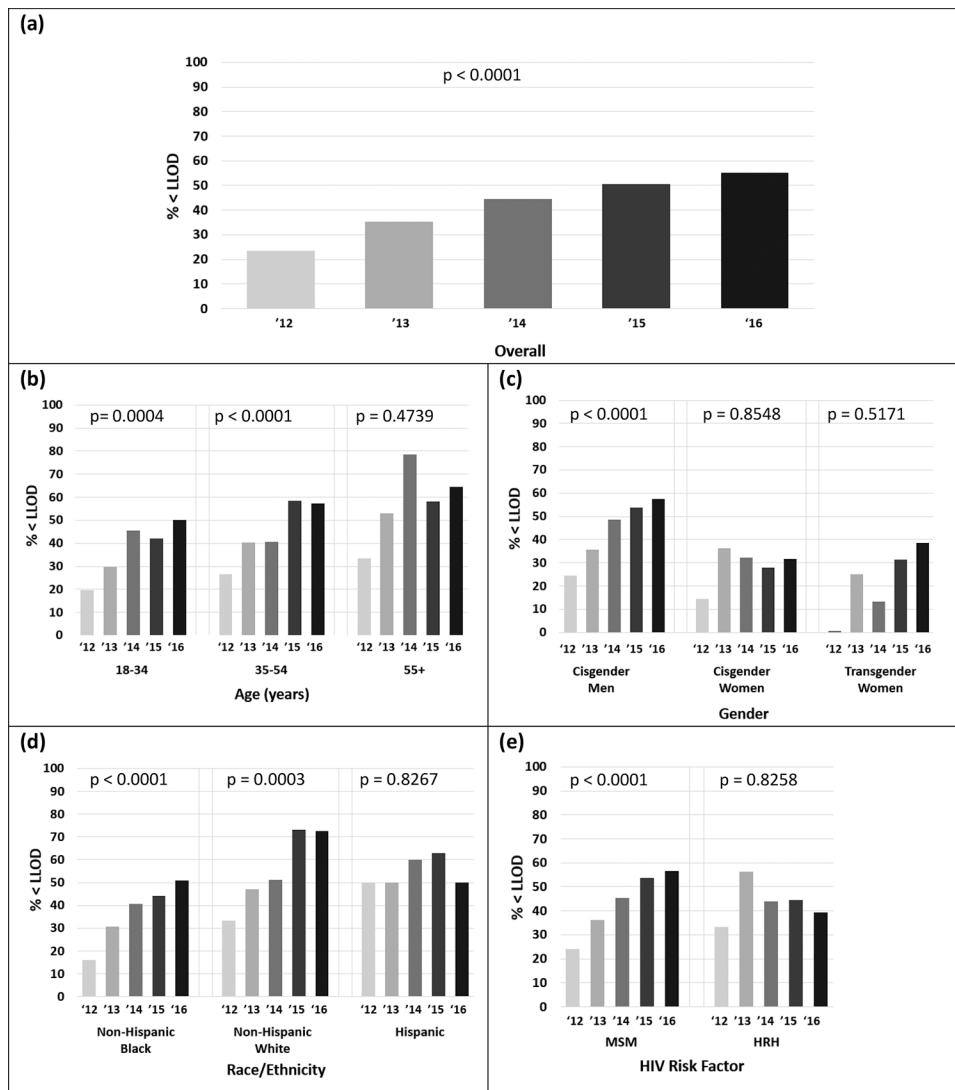 (a)
p < 0.0001
% < LLOD
100
90
80
70
60
50
40
30
20
10
0
’12 ’13 ’14 ’15 ‘16
Overall
(b)
p= 0.0004 p < 0.0001 p = 0.4739
% < LLOD
100
90
80
70
60
50
40
30
20
10
0
‘12 ’13 ’14 ’15 ‘16 ‘12 ’13 ’14 ’15 ‘16 ‘12 ’13 ’14 ’15 ‘16
18-34 35-54 55+
Age (years)
(c)
p < 0.0001 p = 0.8548 p = 0.5171
% < LLOD
100
90
80
70
60
50
40
30
20
10
0
‘12 ’13 ’14 ’15 ‘16 ‘12 ’13 ’14 ’15 ‘16 ‘12 ’13 ’14 ’15 ‘16
Cisgender Cisgender Transgender
Men Women Women
Gender
(d)
p < 0.0001 p = 0.0003 p = 0.8267
% < LLOD
100
90
80
70
60
50
40
30
20
10
0
‘12 ’13 ’14 ’15 ‘16 ‘12 ’13 ’14 ’15 ‘16 ‘12 ’13 ’14 ’15 ‘16
Non-Hispanic Non-Hispanic Hispanic
Black White
Race/Ethnicity
(e)
p < 0.0001 p = 0.8258
% < LLOD
100
90
80
70
60
50
40
30
20
10
0
‘12 ’13 ’14 ’15 ‘16 ‘12 ’13 ’14 ’15 ‘16
MSM HRH
HIV Risk Factor